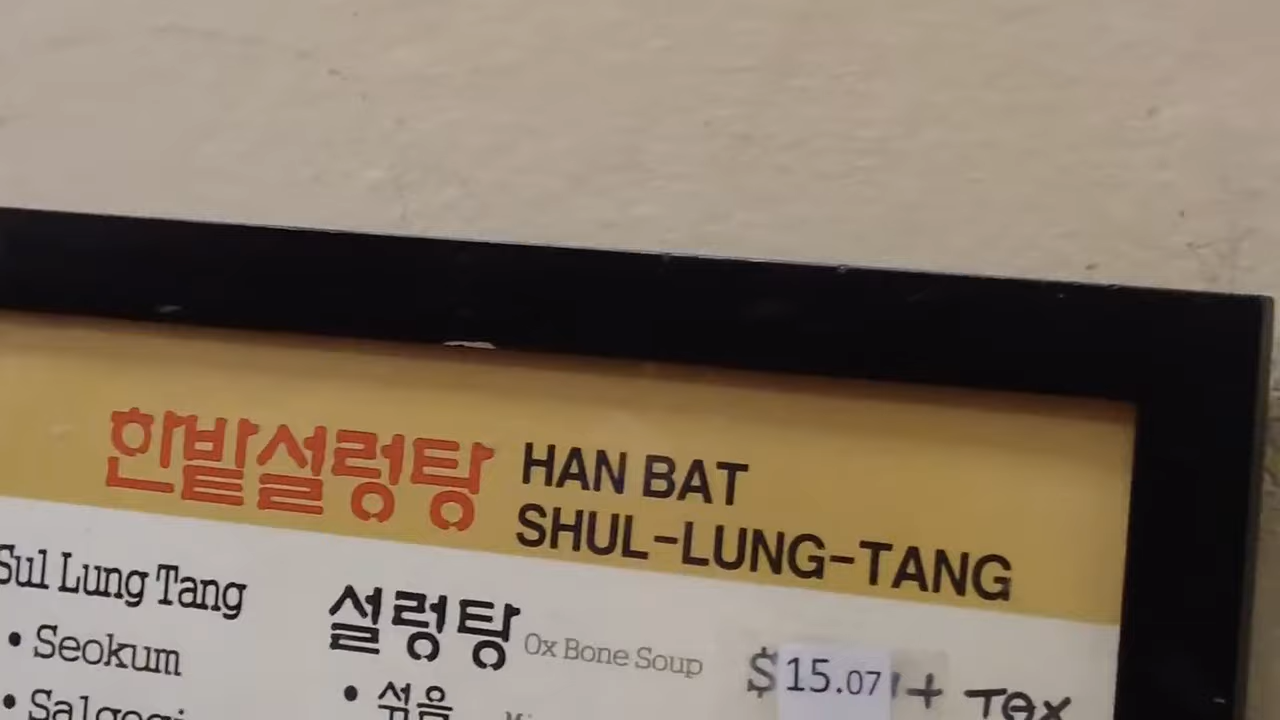 한밭설렁탕 HAN BAT
SHUL-LUNG-TANG
Sul Lung Tang 설렁탕 Ox Bone Soup $15.07 + TAX
• Seokum • 섞음
• Salgogi